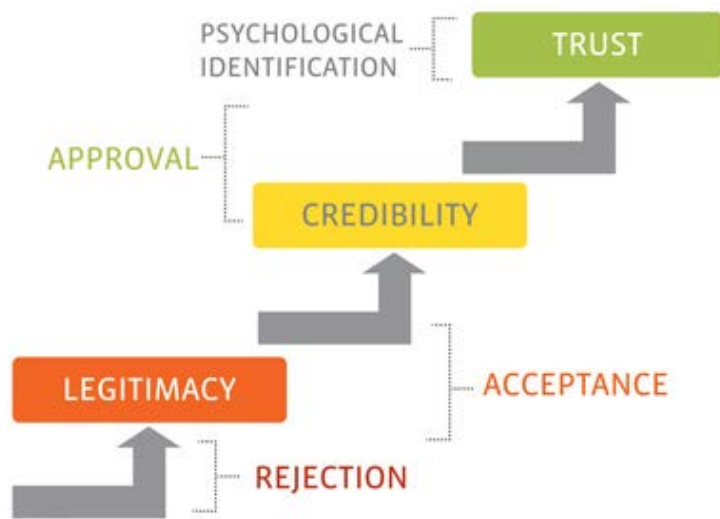 PSYCHOLOGICAL
IDENTIFICATION
TRUST
APPROVAL
CREDIBILITY
LEGITIMACY
ACCEPTANCE
REJECTION